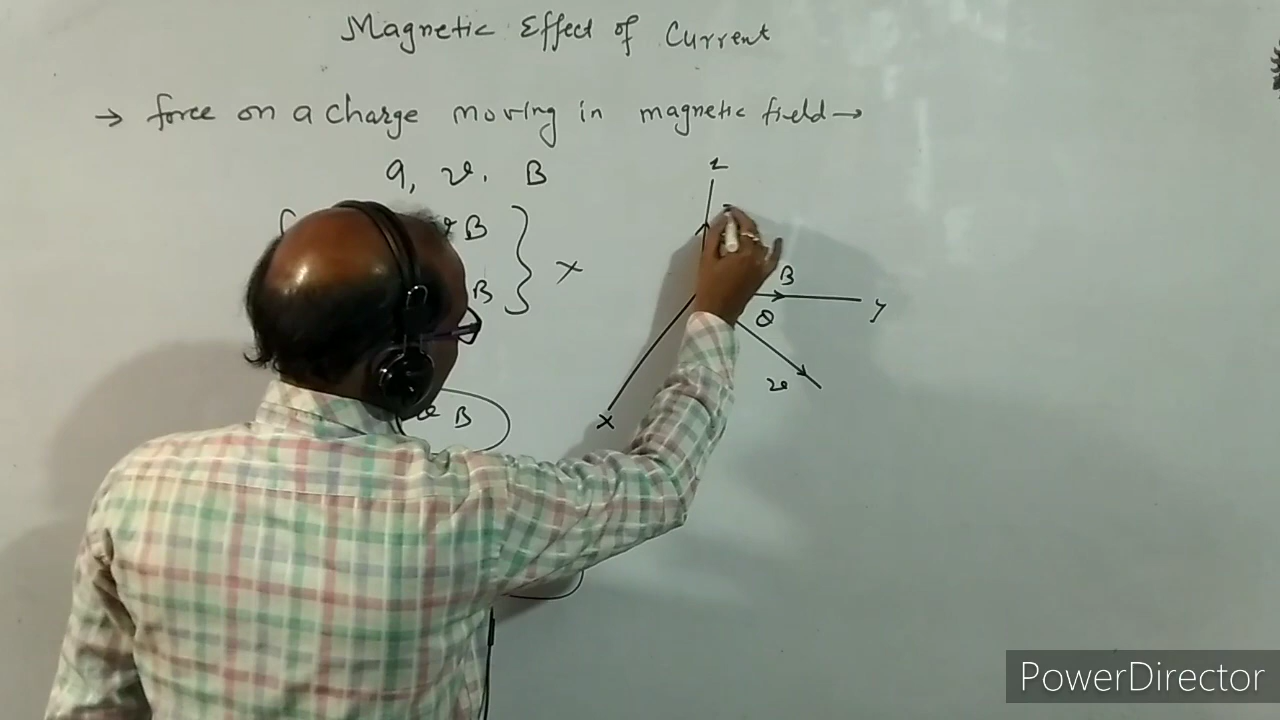 Magnetic Effect of Current
→ force on a charge moving in magnetic field →
q, v, B
B
B } ×
z
B
y
θ
v
x
B
PowerDirector